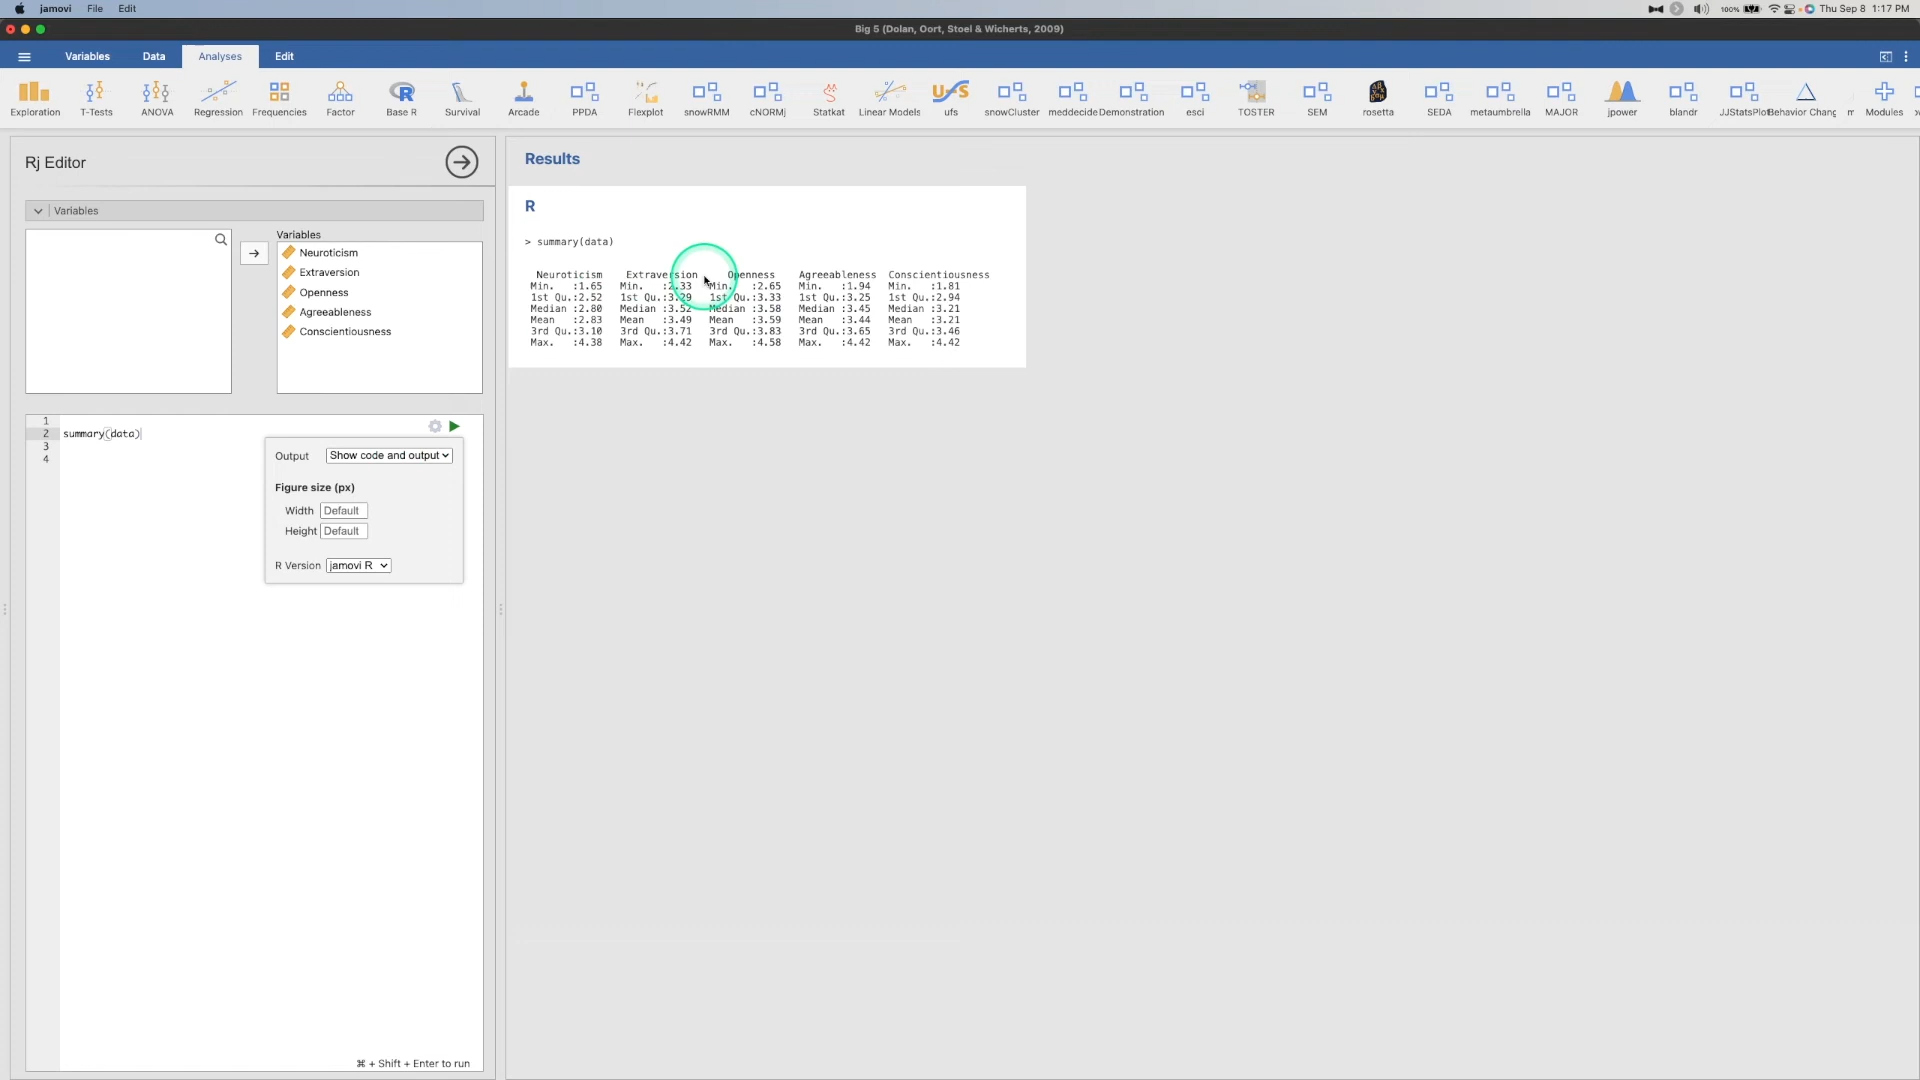 jamovi File Edit
100% Thu Sep 8 1:17 PM
Big 5 (Dolan, Oort, Stoel & Wicherts, 2009)
Variables Data Analyses Edit
Exploration T-Tests ANOVA Regression Frequencies Factor Base R Survival Arcade PPDA Flexplot snowRMM cNORMj Statkat Linear Models ufs snowCluster meddecide Demonstration esci TOSTER SEM rosetta SEDA metaumbrella MAJOR jpower blandr JJStatsPlot Behavior Chang m Modules
Rj Editor
Variables
Variables
Neuroticism
Extraversion
Openness
Agreeableness
Conscientiousness
1
2 summary(data)
3
4
Output Show code and output
Figure size (px)
Width Default
Height Default
R Version jamovi R
⌘ + Shift + Enter to run
Results
R
> summary(data)
Neuroticism Extraversion Openness Agreeableness Conscientiousness
Min. :1.65 Min. :2.33 Min. :2.65 Min. :1.94 Min. :1.81
1st Qu.:2.52 1st Qu.:3.29 1st Qu.:3.33 1st Qu.:3.25 1st Qu.:2.94
Median :2.80 Median :3.52 Median :3.58 Median :3.45 Median :3.21
Mean :2.83 Mean :3.49 Mean :3.59 Mean :3.44 Mean :3.21
3rd Qu.:3.10 3rd Qu.:3.71 3rd Qu.:3.83 3rd Qu.:3.65 3rd Qu.:3.46
Max. :4.38 Max. :4.42 Max. :4.58 Max. :4.42 Max. :4.42